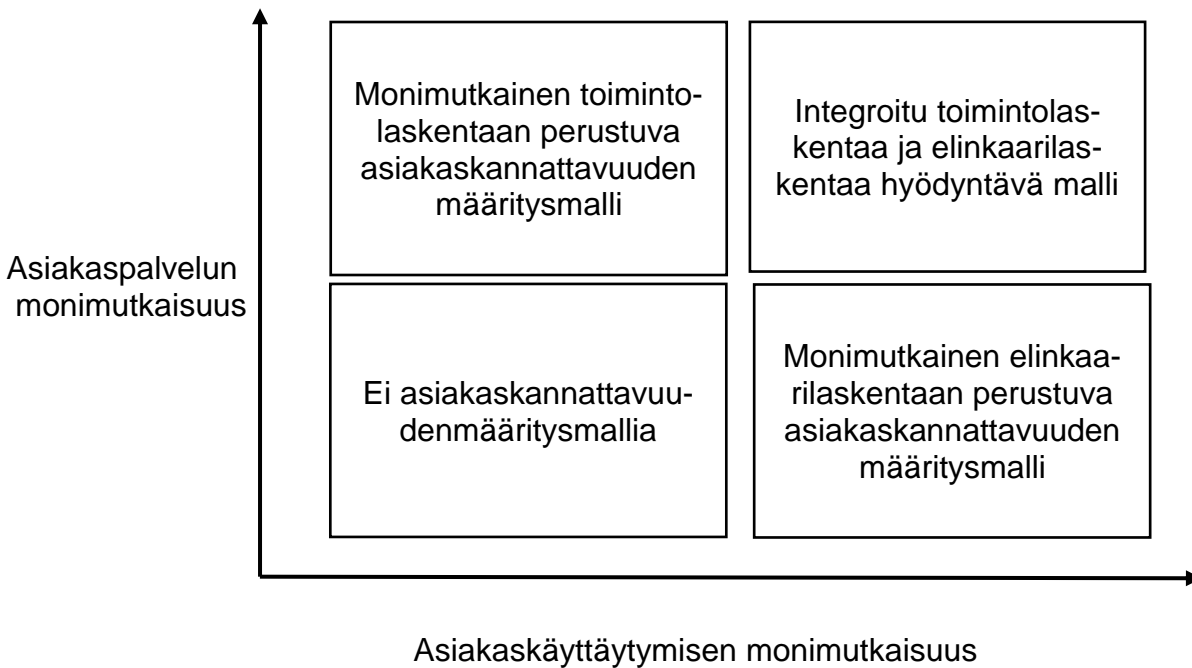 Monimutkainen toiminto-
laskentaan perustuva
asiakaskannattavuuden
määritysmalli
Integroitu toimintolas-
kentaa ja elinkaarilas-
kentaa hyödyntävä malli
Asiakaspalvelun
monimutkaisuus
Ei asiakaskannattavuu-
denmääritysmallia
Monimutkainen elinkaa-
rilaskentaan perustuva
asiakaskannattavuuden
määritysmalli
Asiakaskäyttäytymisen monimutkaisuus